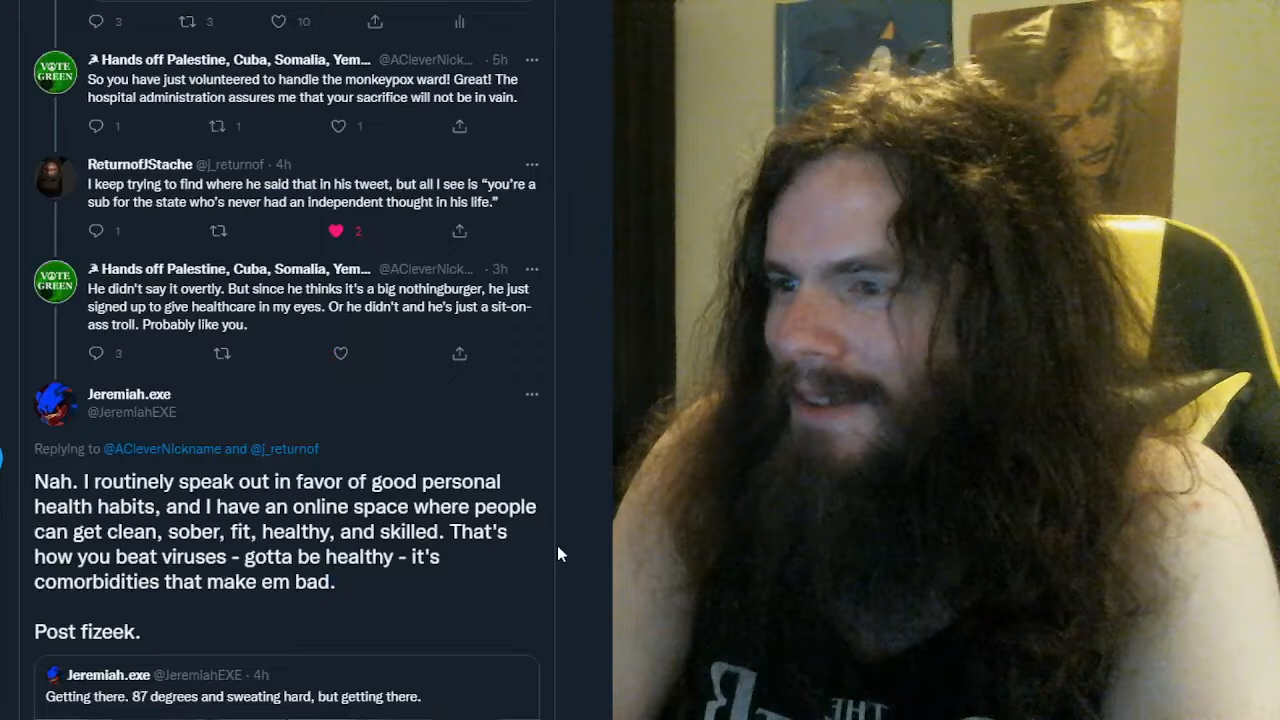 3 3 10
Hands off Palestine, Cuba, Somalia, Yem... @ACleverNick... · 5h
VOTE
GREEN
So you have just volunteered to handle the monkeypox ward! Great! The
hospital administration assures me that your sacrifice will not be in vain.
1 1 1
ReturnofJStache @j_returnof · 4h
I keep trying to find where he said that in his tweet, but all I see is “you're a
sub for the state who's never had an independent thought in his life.”
1 2
Hands off Palestine, Cuba, Somalia, Yem... @ACleverNick... · 3h
VOTE
GREEN
He didn't say it overtly. But since he thinks it's a big nothingburger, he just
signed up to give healthcare in my eyes. Or he didn't and he's just a sit-on-
ass troll. Probably like you.
3
Jeremiah.exe
@JeremiahEXE
Replying to @ACleverNickname and @j_returnof
Nah. I routinely speak out in favor of good personal
health habits, and I have an online space where people
can get clean, sober, fit, healthy, and skilled. That's
how you beat viruses - gotta be healthy - it's
comorbidities that make em bad.
Post fizeek.
Jeremiah.exe @JeremiahEXE · 4h
Getting there. 87 degrees and sweating hard, but getting there.
THE